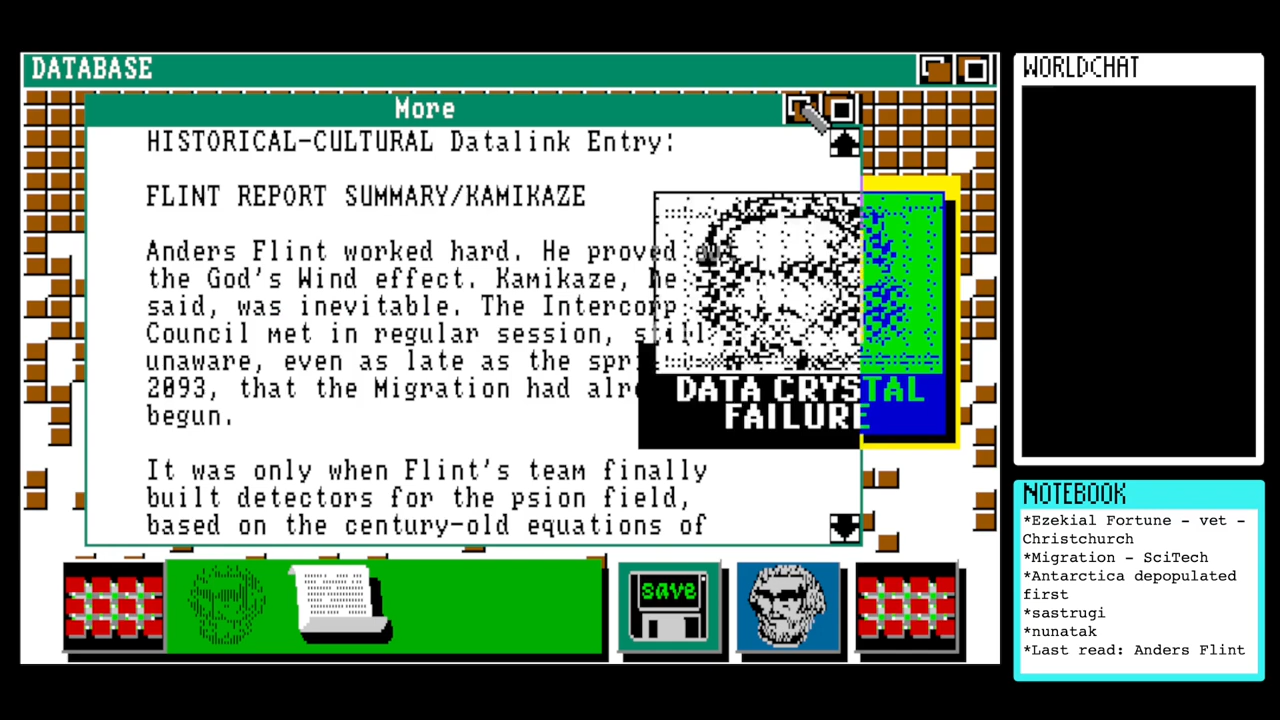 DATABASE
More
HISTORICAL-CULTURAL Datalink Entry:
FLINT REPORT SUMMARY/KAMIKAZE
Anders Flint worked hard. He proved
the God's Wind effect. Kamikaze, he
said, was inevitable. The Intercorp
Council met in regular session, still
unaware, even as late as the spri
2093, that the Migration had alre
begun.
It was only when Flint's team finally
built detectors for the psion field,
based on the century-old equations of
DATA CRYSTAL
FAILURE
save
WORLDCHAT
NOTEBOOK
*Ezekial Fortune - vet -
Christchurch
*Migration - SciTech
*Antarctica depopulated
first
*sastrugi
*nunatak
*Last read: Anders Flint